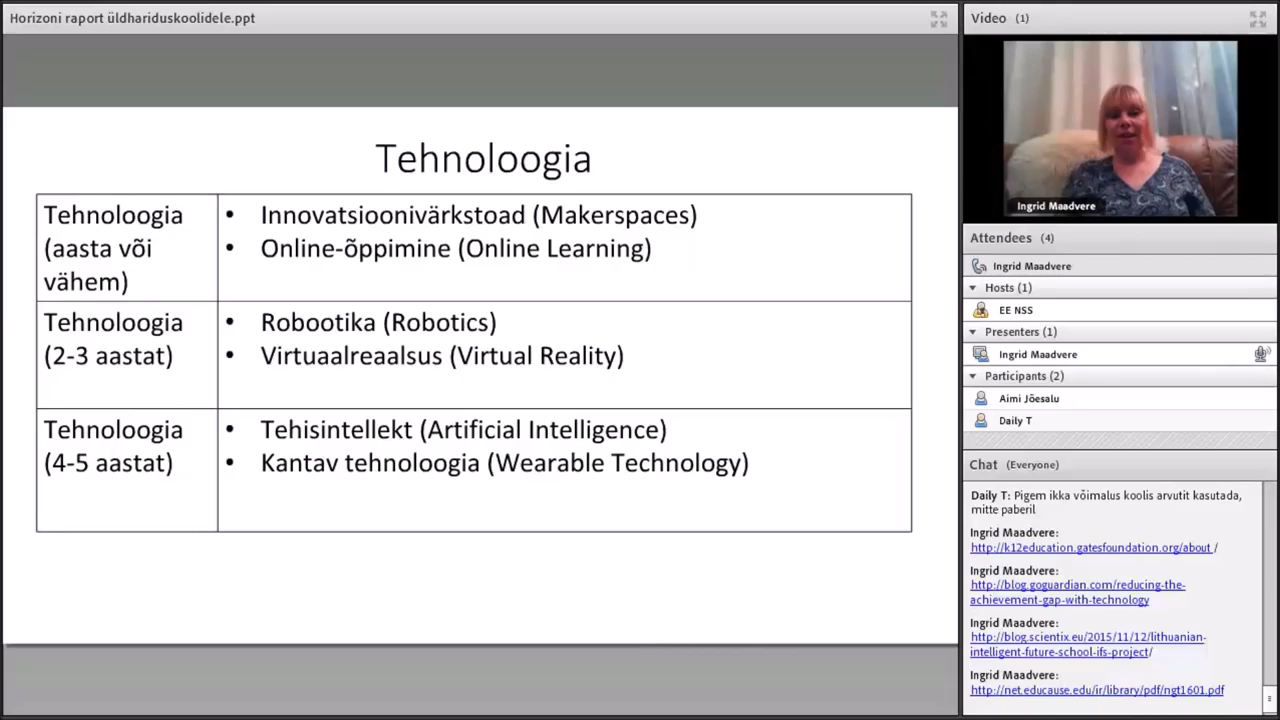 Horizoni raport üldhariduskoolidele.ppt
Tehnoloogia
Tehnoloogia
(aasta või
vähem)
• Innovatsioonivärkstoad (Makerspaces)
• Online-õppimine (Online Learning)
Tehnoloogia
(2-3 aastat)
• Robootika (Robotics)
• Virtuaalreaalsus (Virtual Reality)
Tehnoloogia
(4-5 aastat)
• Tehisintellekt (Artificial Intelligence)
• Kantav tehnoloogia (Wearable Technology)
Video (1)
Ingrid Maadvere
Attendees (4)
Ingrid Maadvere
Hosts (1)
EE NSS
Presenters (1)
Ingrid Maadvere
Participants (2)
Aimi Jõesalu
Daily T
Chat (Everyone)
Daily T: Pigem ikka võimalus koolis arvutit kasutada,
mitte paberil
Ingrid Maadvere:
http://k12education.gatesfoundation.org/about /
Ingrid Maadvere:
http://blog.goguardian.com/reducing-the-
achievement-gap-with-technology
Ingrid Maadvere:
http://blog.scientix.eu/2015/11/12/lithuanian-
intelligent-future-school-ifs-project/
Ingrid Maadvere:
http://net.educause.edu/ir/library/pdf/ngt1601.pdf